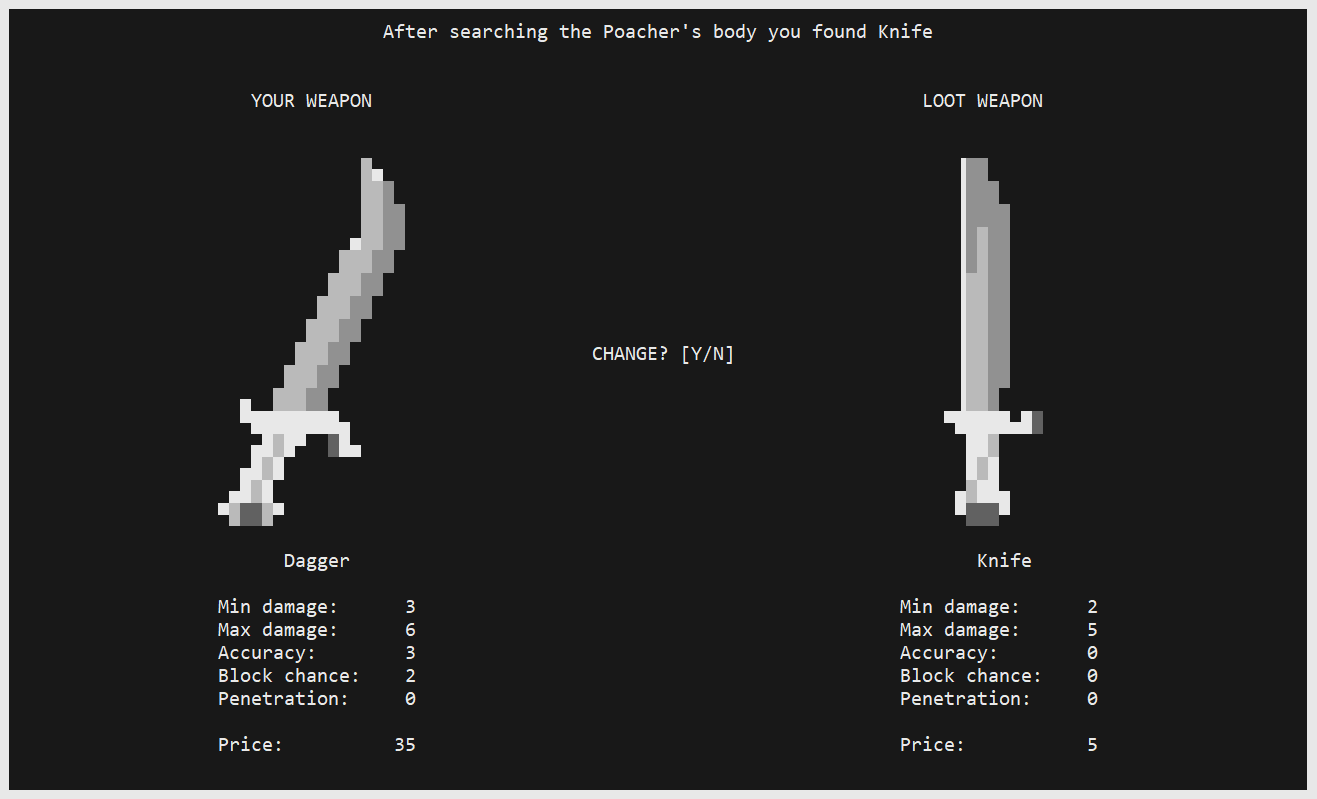 After searching the Poacher's body you found Knife
YOUR WEAPON
LOOT WEAPON
CHANGE? [Y/N]
Dagger
Min damage: 3
Max damage: 6
Accuracy: 3
Block chance: 2
Penetration: 0
Price: 35
Knife
Min damage: 2
Max damage: 5
Accuracy: 0
Block chance: 0
Penetration: 0
Price: 5